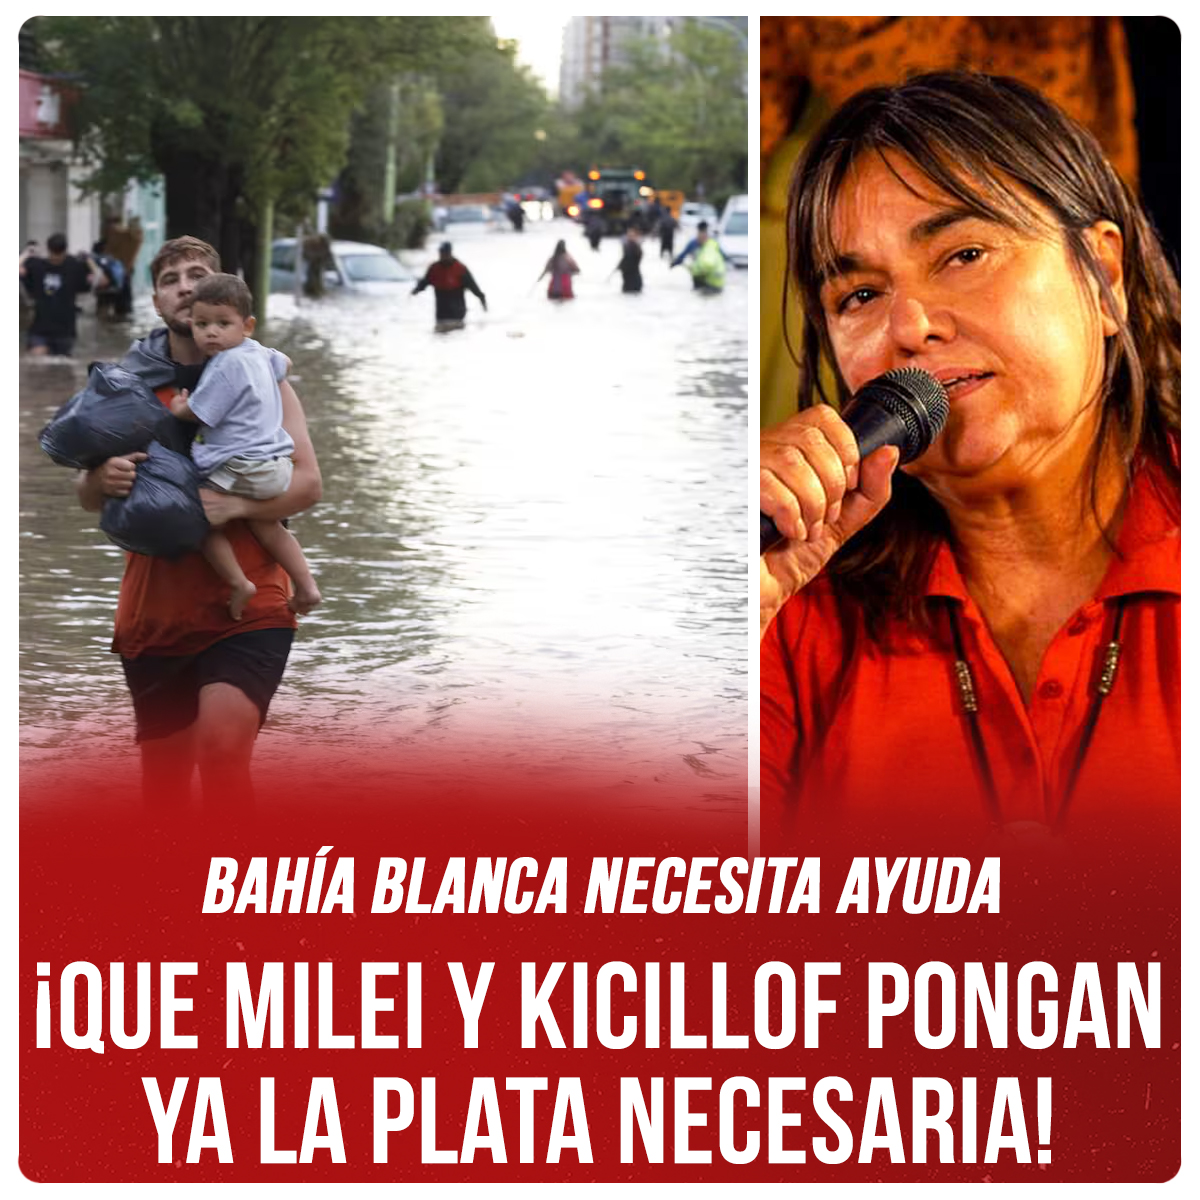 BAHÍA BLANCA NECESITA AYUDA
¡QUE MILEI Y KICILLOF PONGAN
YA LA PLATA NECESARIA!